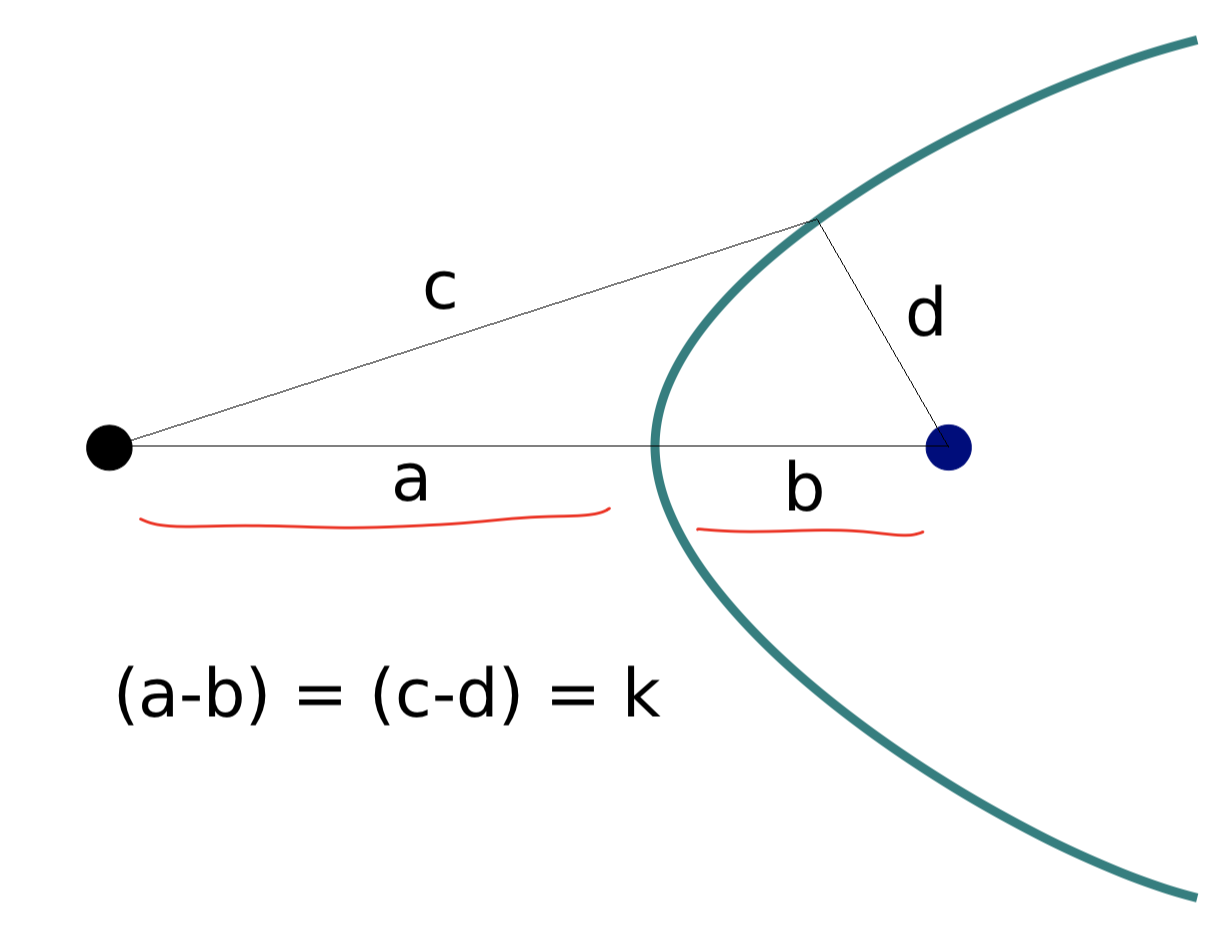 c
d
a
b
(a-b) = (c-d) = k